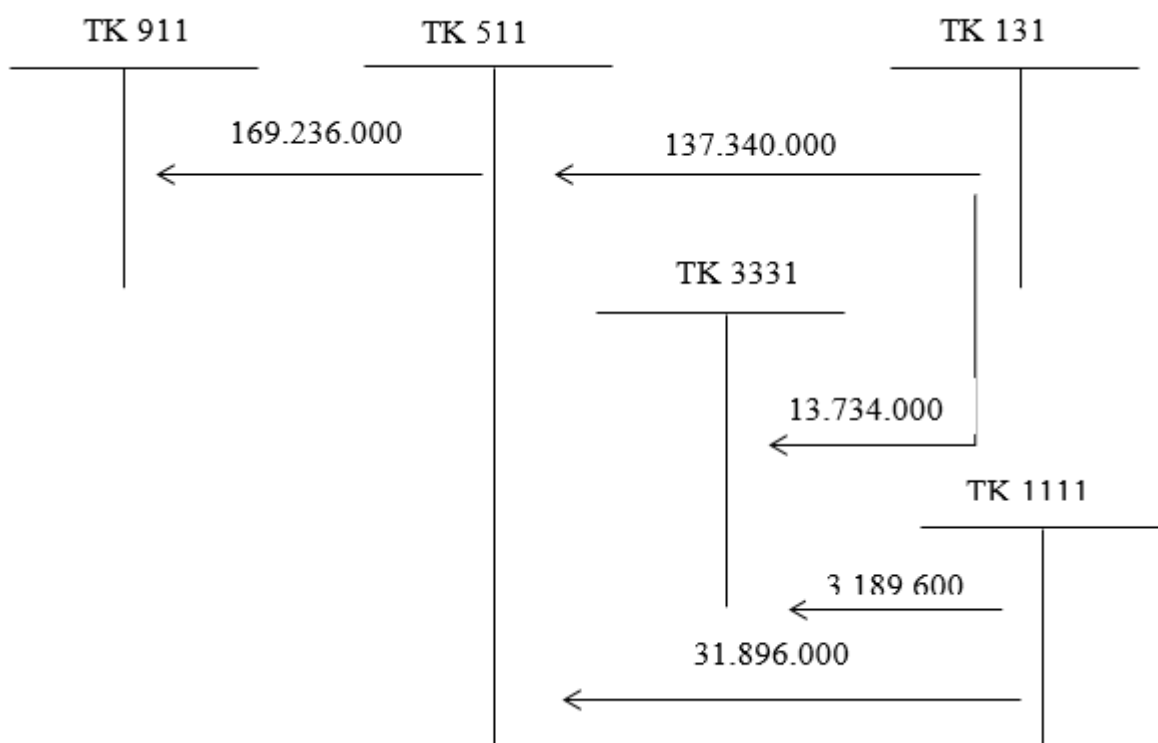 TK 911
TK 511
TK 131
169.236.000
137.340.000
TK 3331
13.734.000
TK 1111
3.189.600
31.896.000